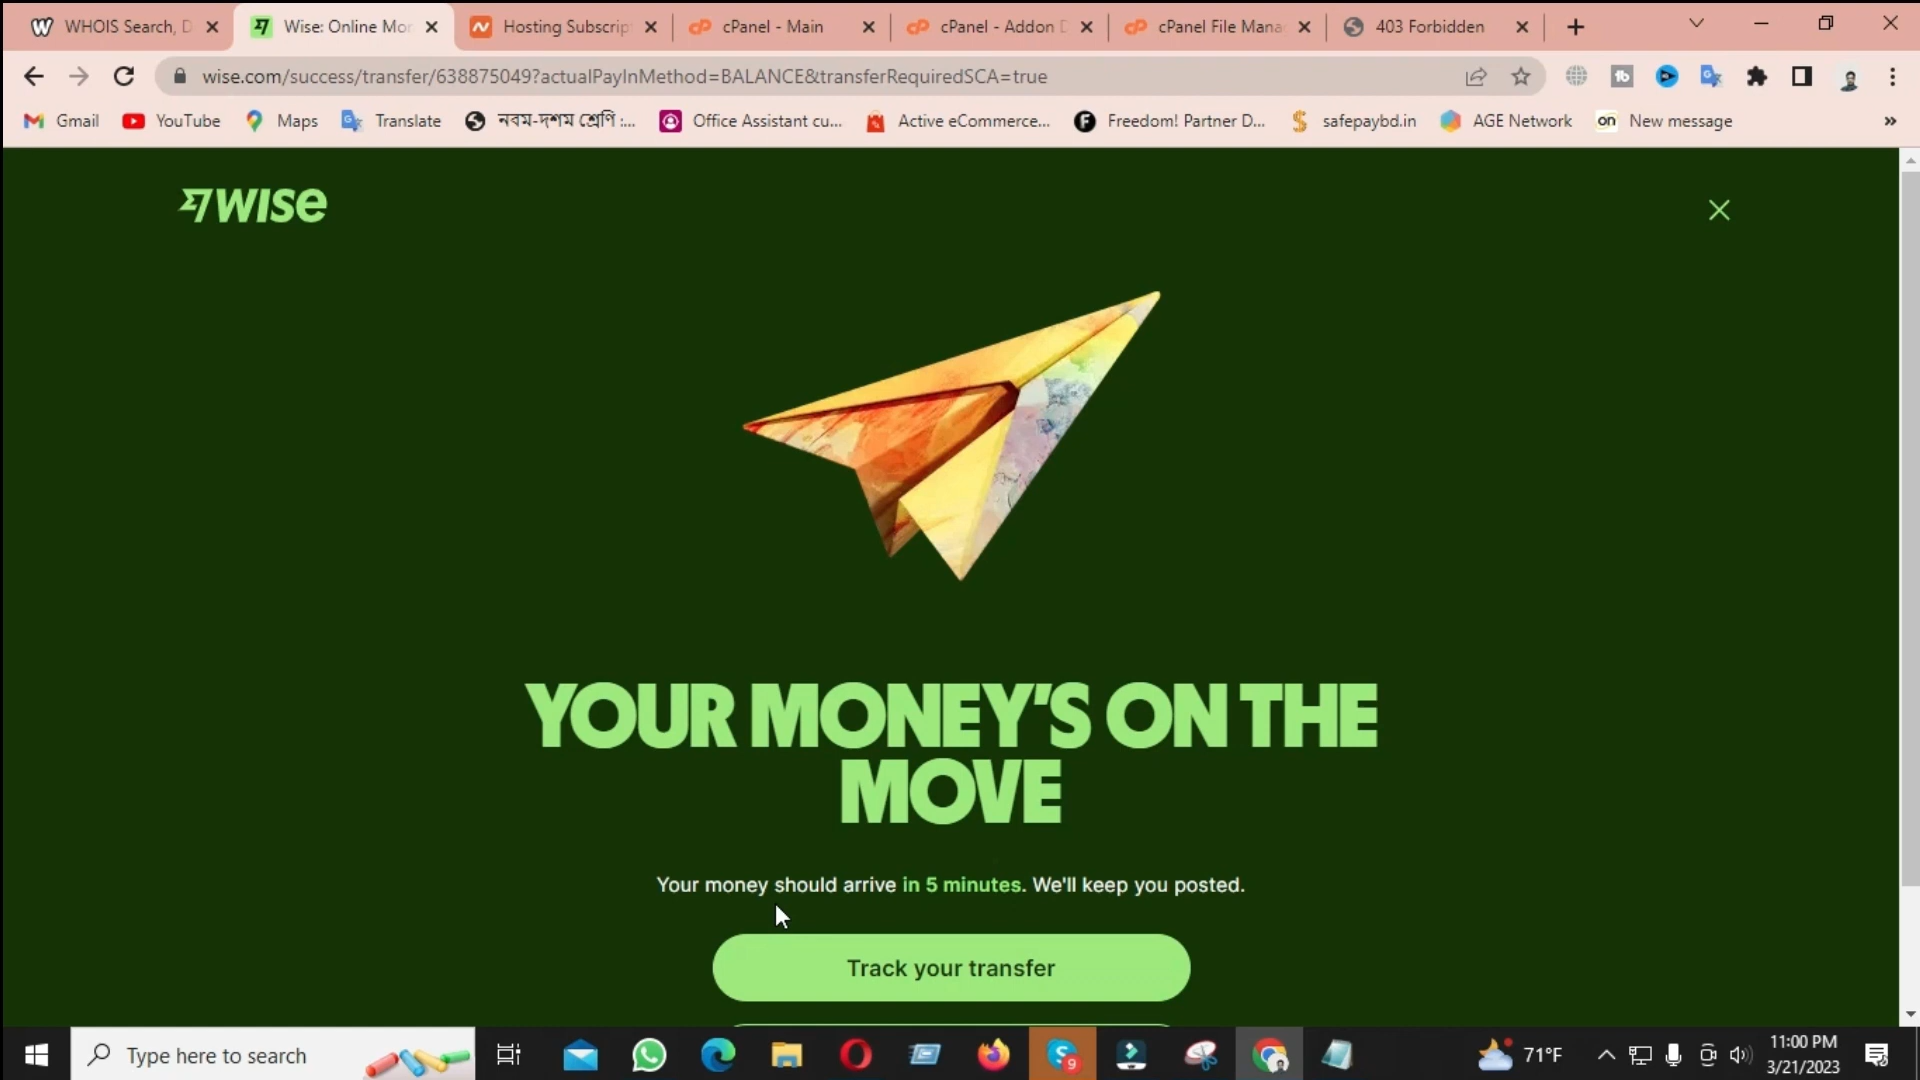 WHOIS Search, D
Wise: Online Mor
Hosting Subscrip
cPanel - Main
cPanel - Addon D
cPanel File Mana
403 Forbidden
wise.com/success/transfer/638875049?actualPayInMethod=BALANCE&transferRequiredSCA=true
Gmail
YouTube
Maps
Translate
নবম-দশম শ্রেণি :...
Office Assistant cu...
Active eCommerce...
Freedom! Partner D...
safepaybd.in
AGE Network
on New message
WISE
YOUR MONEY'S ON THE
MOVE
Your money should arrive in 5 minutes. We'll keep you posted.
Track your transfer
Type here to search
9
71°F
11:00 PM
3/21/2023